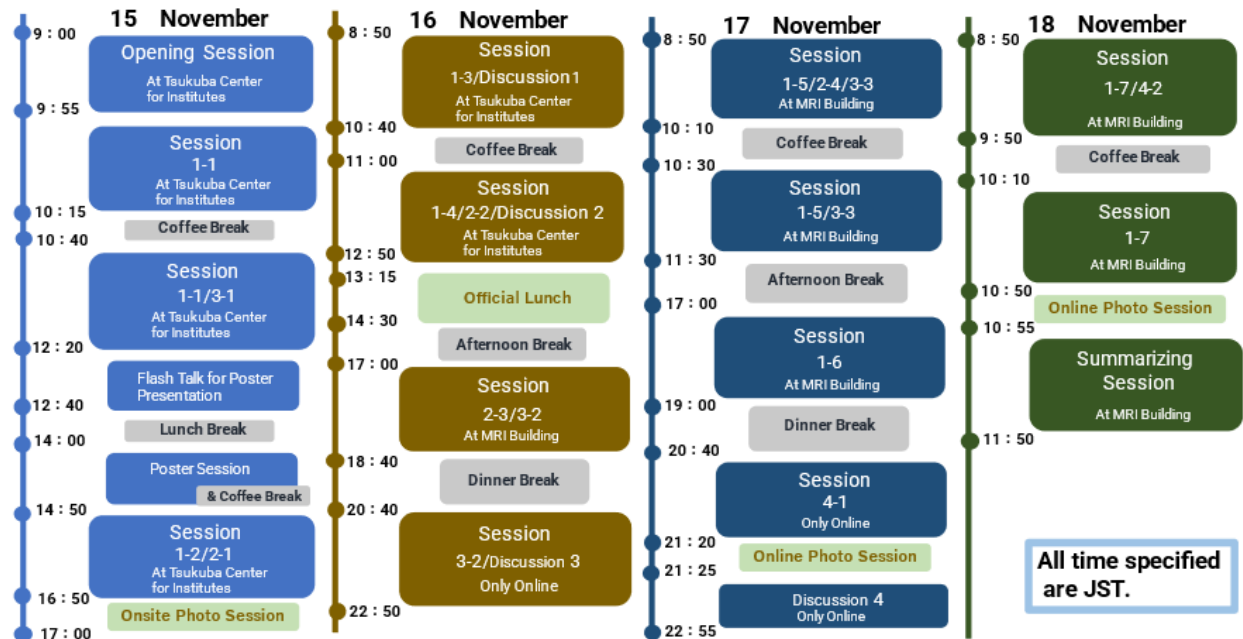 15 November
9 : 00
Opening Session
At Tsukuba Center
for Institutes
9 : 55
Session
1-1
At Tsukuba Center
for Institutes
10 : 15
Coffee Break
10 : 40
Session
1-1/3-1
At Tsukuba Center
for Institutes
12 : 20
Flash Talk for Poster
Presentation
12 : 40
Lunch Break
14 : 00
Poster Session
& Coffee Break
14 : 50
Session
1-2/2-1
At Tsukuba Center
for Institutes
16 : 50
Onsite Photo Session
17 : 00
16 November
8 : 50
Session
1-3/Discussion 1
At Tsukuba Center
for Institutes
10 : 40
Coffee Break
11 : 00
Session
1-4/2-2/Discussion 2
At Tsukuba Center
for Institutes
12 : 50
13 : 15
Official Lunch
14 : 30
Afternoon Break
17 : 00
Session
2-3/3-2
At MRI Building
18 : 40
Dinner Break
20 : 40
Session
3-2/Discussion 3
Only Online
22 : 50
17 November
8 : 50
Session
1-5/2-4/3-3
At MRI Building
10 : 10
Coffee Break
10 : 30
Session
1-5/3-3
At MRI Building
11 : 30
Afternoon Break
17 : 00
Session
1-6
At MRI Building
19 : 00
Dinner Break
20 : 40
Session
4-1
Only Online
21 : 20
Online Photo Session
21 : 25
Discussion 4
Only Online
22 : 55
18 November
8 : 50
Session
1-7/4-2
At MRI Building
9 : 50
Coffee Break
10 : 10
Session
1-7
At MRI Building
10 : 50
Online Photo Session
10 : 55
Summarizing
Session
At MRI Building
11 : 50
All time specified
are JST.